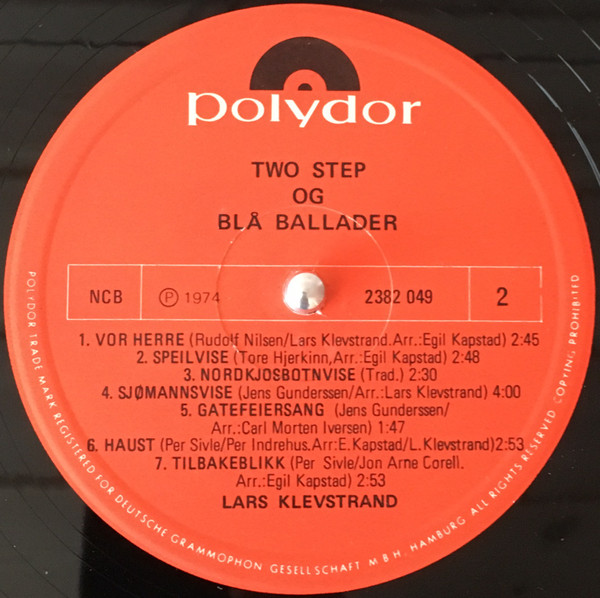 polydor
TWO STEP
OG
BLÅ BALLADER
NCB ℗ 1974 2382 049 2
1. VOR HERRE (Rudolf Nilsen/Lars Klevstrand.Arr.:Egil Kapstad) 2:45
2. SPEILVISE (Tore Hjerkinn,Arr.: Egil Kapstad) 2:48
3. NORDKJOSBOTNVISE (Trad.) 2:30
4. SJØMANNSVISE (Jens Gunderssen/Arr.: Lars Klevstrand) 4:00
5. GATEFEIERSANG (Jens Gunderssen/
Arr.:Carl Morten Iversen) 1:47
6. HAUST (Per Sivle/Per Indrehus.Arr:E.Kapstad/L.Klevstrand)2:53
7. TILBAKEBLIKK (Per Sivle/Jon Arne Corell.
Arr.:Egil Kapstad) 2:53
LARS KLEVSTRAND
POLYDOR TRADE MARK REGISTERED FOR DEUTSCHE GRAMMOPHON GESELLSCHAFT M B H. HAMBURG ALL RIGHTS RESERVED COPYING PROHIBITED